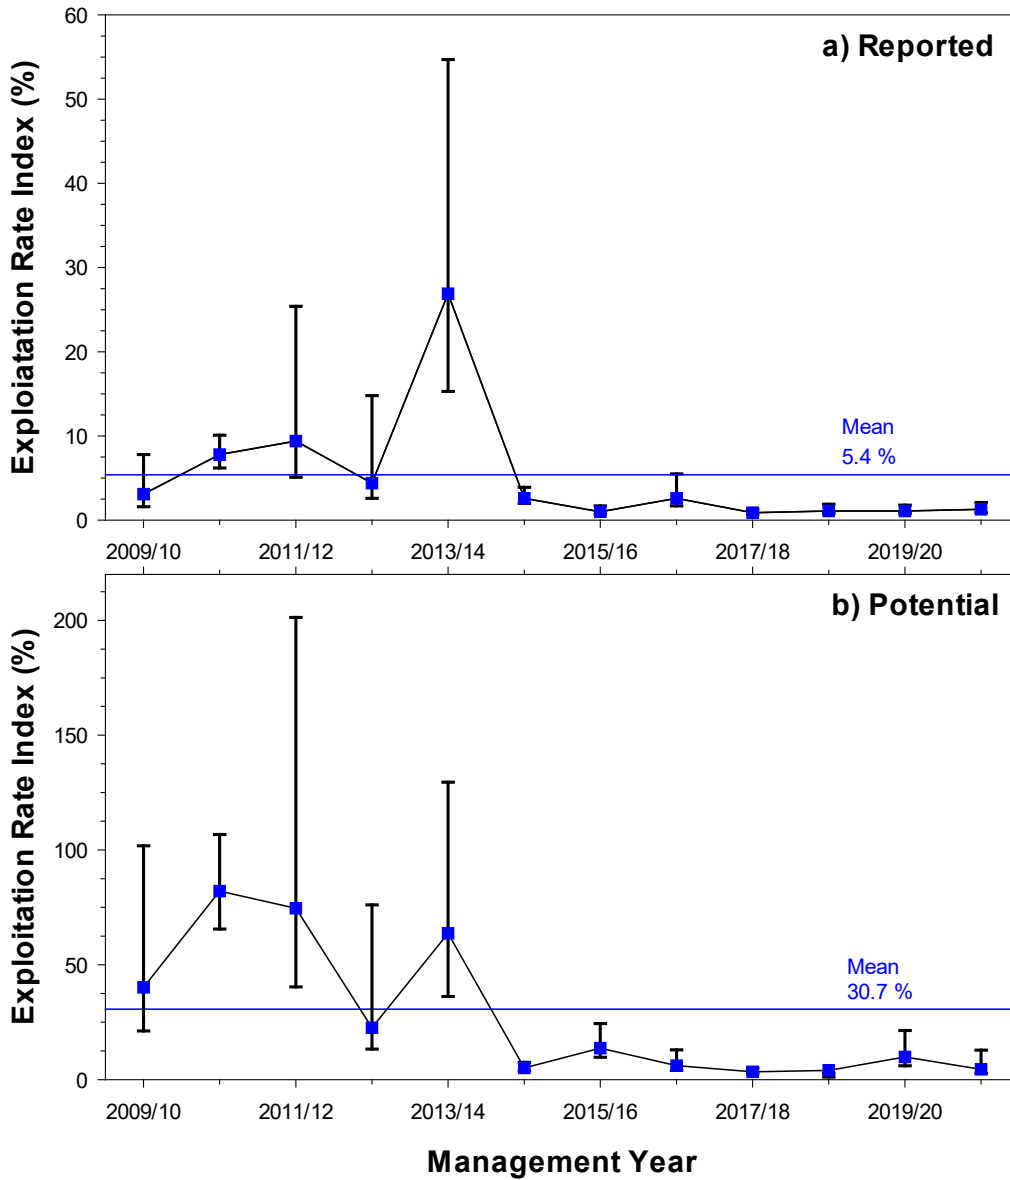 a) Reported
Exploiatation Rate Index (%)
60
50
40
30
20
10
0
Mean
5.4 %
2009/10 2011/12 2013/14 2015/16 2017/18 2019/20
b) Potential
Exploitation Rate Index (%)
200
150
100
50
0
Mean
30.7 %
2009/10 2011/12 2013/14 2015/16 2017/18 2019/20
Management Year